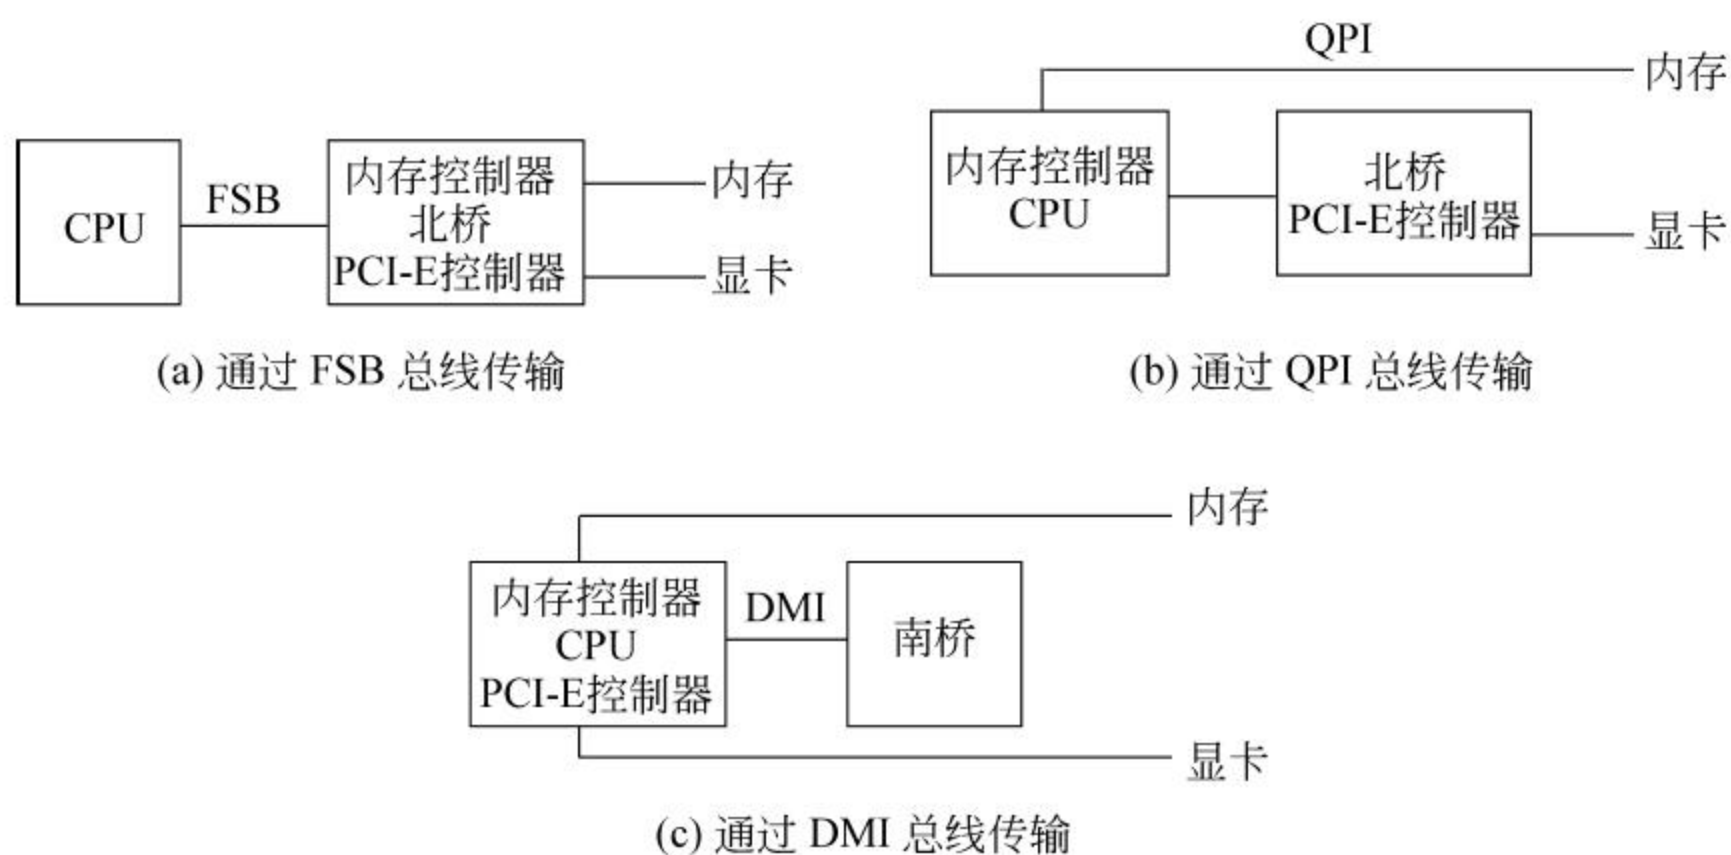 CPU
FSB
内存控制器
北桥
PCI-E控制器
内存
显卡
(a) 通过 FSB 总线传输
QPI
内存
内存控制器
CPU
北桥
PCI-E控制器
显卡
(b) 通过 QPI 总线传输
内存
内存控制器
CPU
PCI-E控制器
DMI
南桥
显卡
(c) 通过 DMI 总线传输